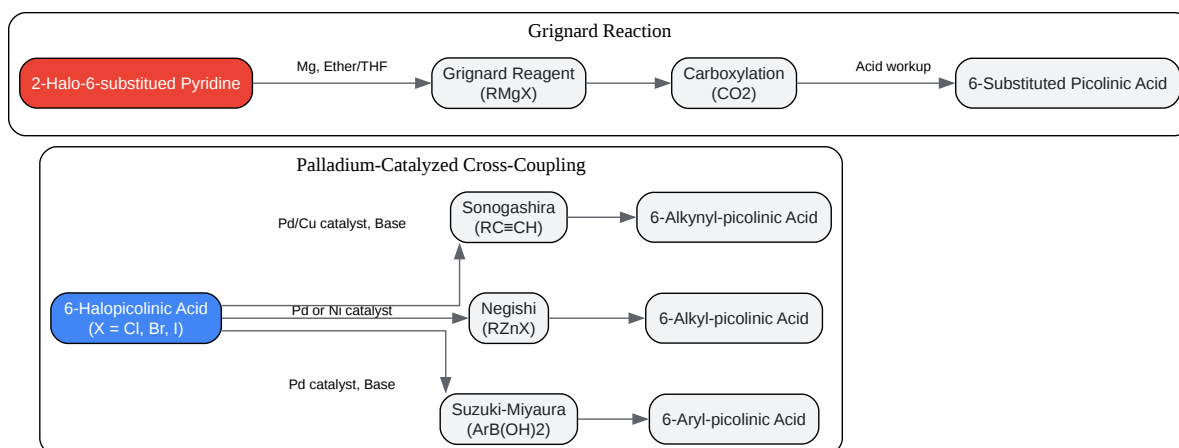 Grignard Reaction
2-Halo-6-substitued Pyridine
Mg, Ether/THF
Grignard Reagent
(RMgX)
Carboxylation
(CO2)
Acid workup
6-Substituted Picolinic Acid
Palladium-Catalyzed Cross-Coupling
Pd/Cu catalyst, Base
Sonogashira
(RC≡CH)
6-Alkynyl-picolinic Acid
6-Halopicolinic Acid
(X = Cl, Br, I)
Pd or Ni catalyst
Negishi
(RZnX)
6-Alkyl-picolinic Acid
Pd catalyst, Base
Suzuki-Miyaura
(ArB(OH)2)
6-Aryl-picolinic Acid